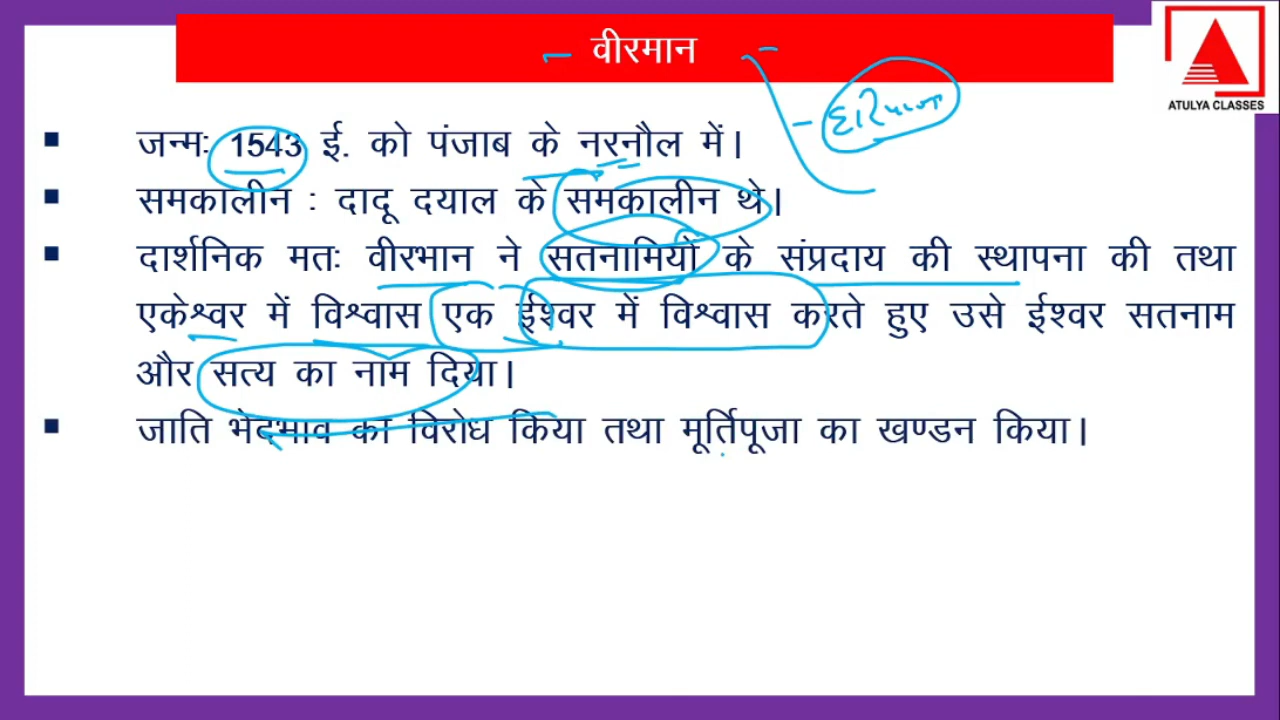 वीरमान
ATULYA CLASSES
हरियाणा
▪ जन्मः 1543 ई. को पंजाब के नरनौल में।
▪ समकालीन : दादू दयाल के समकालीन थे।
▪ दार्शनिक मतः वीरभान ने सतनामियों के संप्रदाय की स्थापना की तथा
एकेश्वर में विश्वास एक ईश्वर में विश्वास करते हुए उसे ईश्वर सतनाम
और सत्य का नाम दिया।
▪ जाति भेदभाव का विरोध किया तथा मूर्तिपूजा का खण्डन किया।